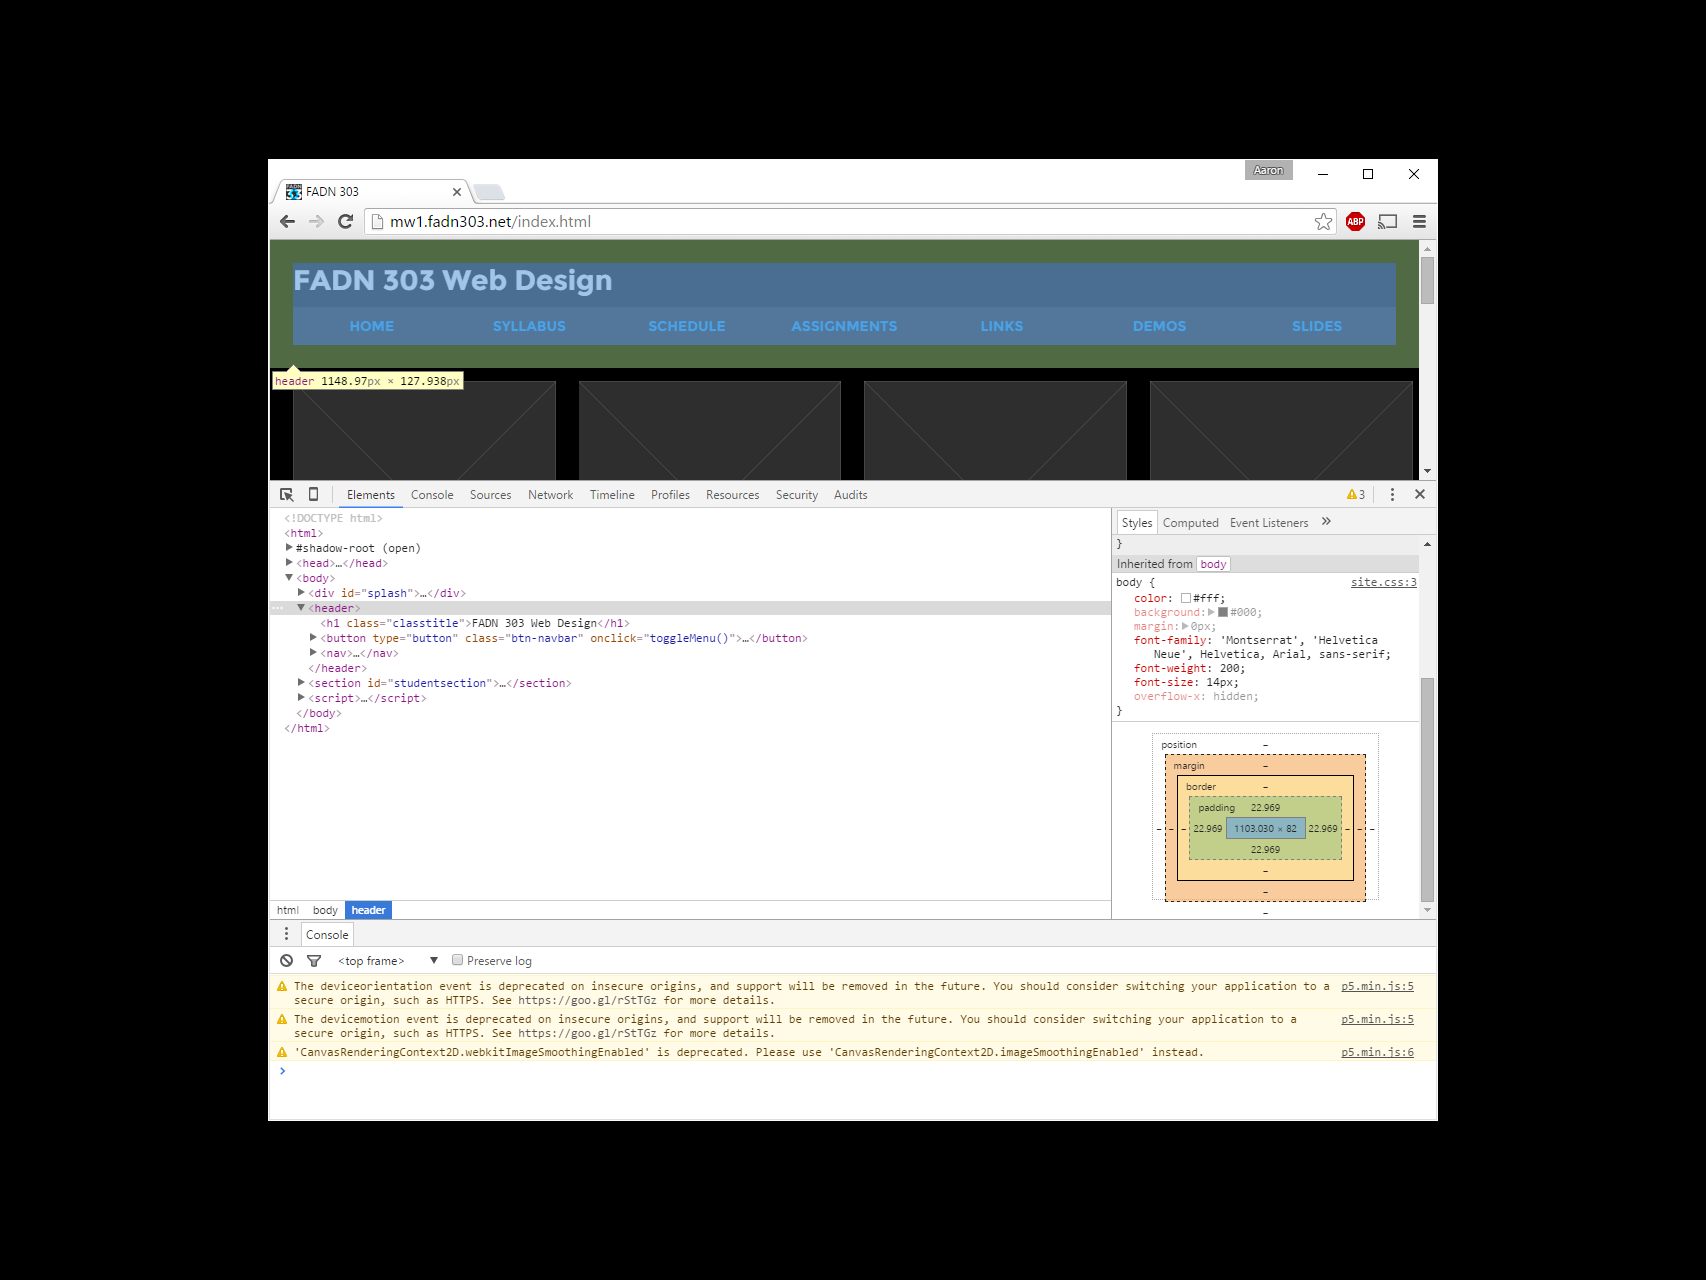 Aaron
FADN 303
mw1.fadn303.net/index.html
ABP
FADN 303 Web Design
HOME SYLLABUS SCHEDULE ASSIGNMENTS LINKS DEMOS SLIDES
header 1148.97px × 127.938px
Elements Console Sources Network Timeline Profiles Resources Security Audits 3
<!DOCTYPE html>
<html>
#shadow-root (open)
<head>…</head>
<body>
<div id="splash">…</div>
<header>
<h1 class="classtitle">FADN 303 Web Design</h1>
<button type="button" class="btn-navbar" onclick="toggleMenu()">…</button>
<nav>…</nav>
</header>
<section id="studentsection">…</section>
<script>…</script>
</body>
</html>
html body header
Styles Computed Event Listeners »
}
Inherited from body
body { site.css:3
color: #fff;
background: #000;
margin: 0px;
font-family: 'Montserrat', 'Helvetica
Neue', Helvetica, Arial, sans-serif;
font-weight: 200;
font-size: 14px;
overflow-x: hidden;
}
position -
margin -
border -
padding 22.969
- - - 22.969 1103.030 × 82 22.969 - - -
22.969
-
-
-
Console
<top frame> ▼ Preserve log
The deviceorientation event is deprecated on insecure origins, and support will be removed in the future. You should consider switching your application to a p5.min.js:5
secure origin, such as HTTPS. See https://goo.gl/rStTGz for more details.
The devicemotion event is deprecated on insecure origins, and support will be removed in the future. You should consider switching your application to a p5.min.js:5
secure origin, such as HTTPS. See https://goo.gl/rStTGz for more details.
'CanvasRenderingContext2D.webkitImageSmoothingEnabled' is deprecated. Please use 'CanvasRenderingContext2D.imageSmoothingEnabled' instead. p5.min.js:6
>